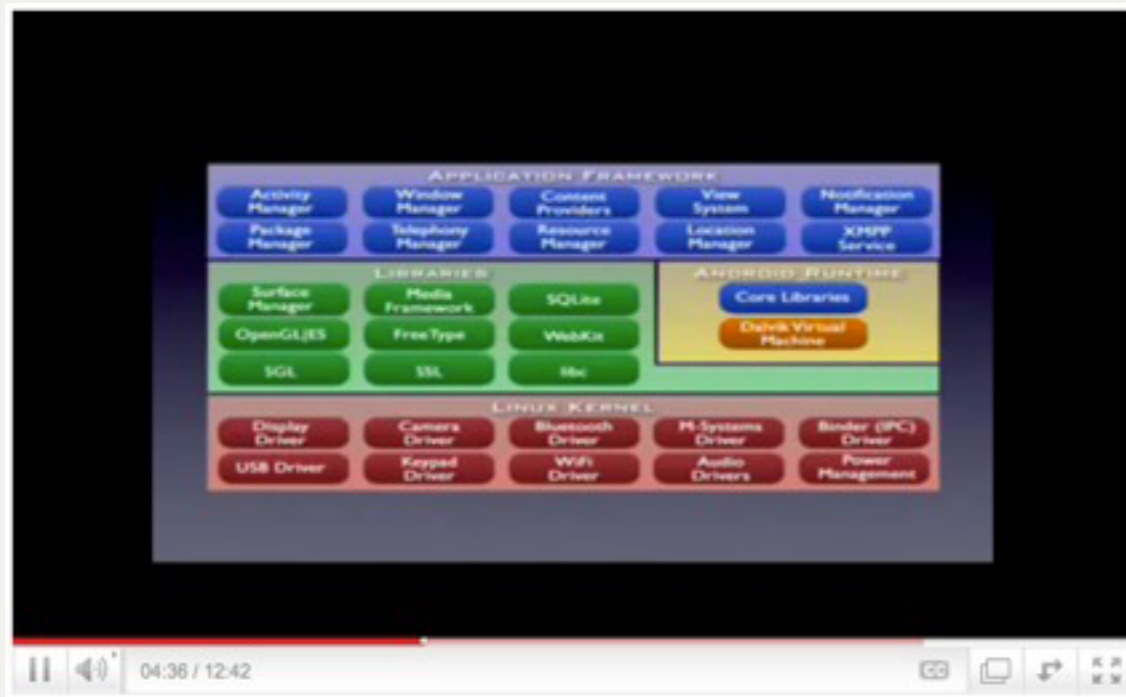 APPLICATION FRAMEWORK
Activity Manager
Window Manager
Content Providers
View System
Notification Manager
Package Manager
Telephony Manager
Resource Manager
Location Manager
XMPP Service
LIBRARIES
Surface Manager
Media Framework
SQLite
OpenGL|ES
FreeType
WebKit
SGL
SSL
libc
ANDROID RUNTIME
Core Libraries
Dalvik Virtual Machine
LINUX KERNEL
Display Driver
Camera Driver
Bluetooth Driver
M-Systems Driver
Binder (IPC) Driver
USB Driver
Keypad Driver
WiFi Driver
Audio Drivers
Power Management
04:36 / 12:42
CC